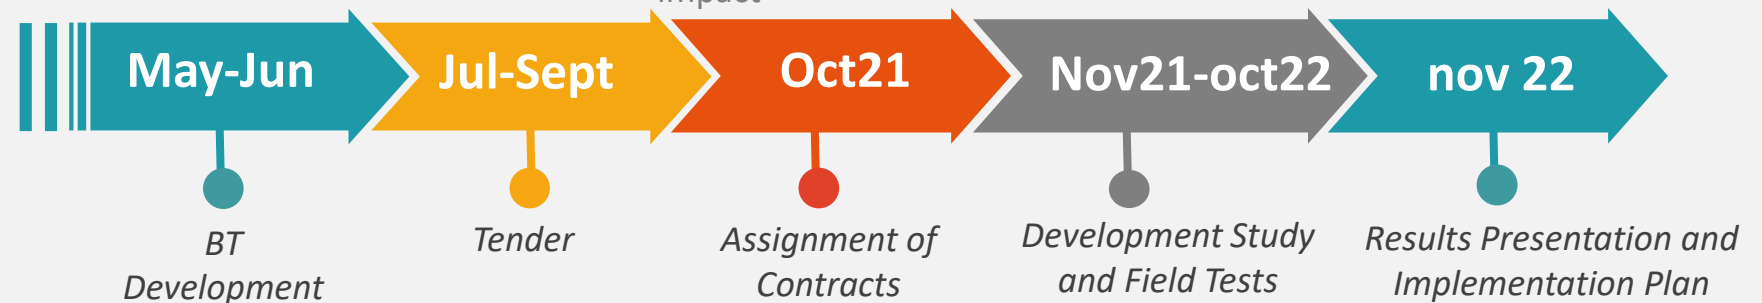 Impact
May-Jun
Jul-Sept
Oct21
Nov21-oct22
nov 22
BT
Development
Tender
Assignment of
Contracts
Development Study
and Field Tests
Results Presentation and
Implementation Plan